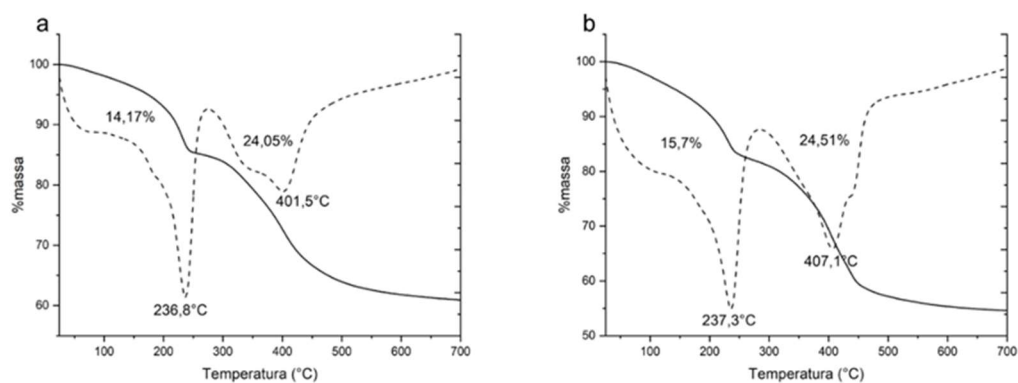 a
100
90
80
70
60
%massa
14,17%
24,05%
401,5°C
236,8°C
100 200 300 400 500 600 700
Temperatura (°C)
b
100
90
80
70
60
50
%massa
15,7%
24,51%
407,1°C
237,3°C
100 200 300 400 500 600 700
Temperatura (°C)